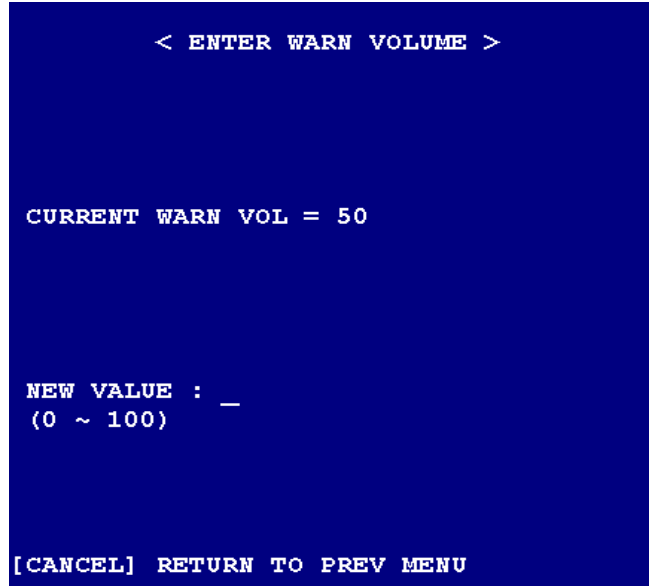 < ENTER WARN VOLUME >
CURRENT WARN VOL = 50
NEW VALUE : _
(0 ~ 100)
[CANCEL] RETURN TO PREV MENU